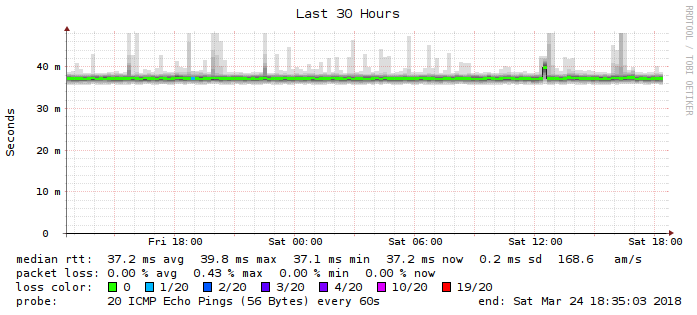 Last 30 Hours
RRDTOOL / TOBI OETIKER
Seconds
40 m
30 m
20 m
10 m
0
Fri 18:00 Sat 00:00 Sat 06:00 Sat 12:00 Sat 18:00
median rtt: 37.2 ms avg 39.8 ms max 37.1 ms min 37.2 ms now 0.2 ms sd 168.6 am/s
packet loss: 0.00 % avg 0.43 % max 0.00 % min 0.00 % now
loss color: 0 1/20 2/20 3/20 4/20 10/20 19/20
probe: 20 ICMP Echo Pings (56 Bytes) every 60s end: Sat Mar 24 18:35:03 2018